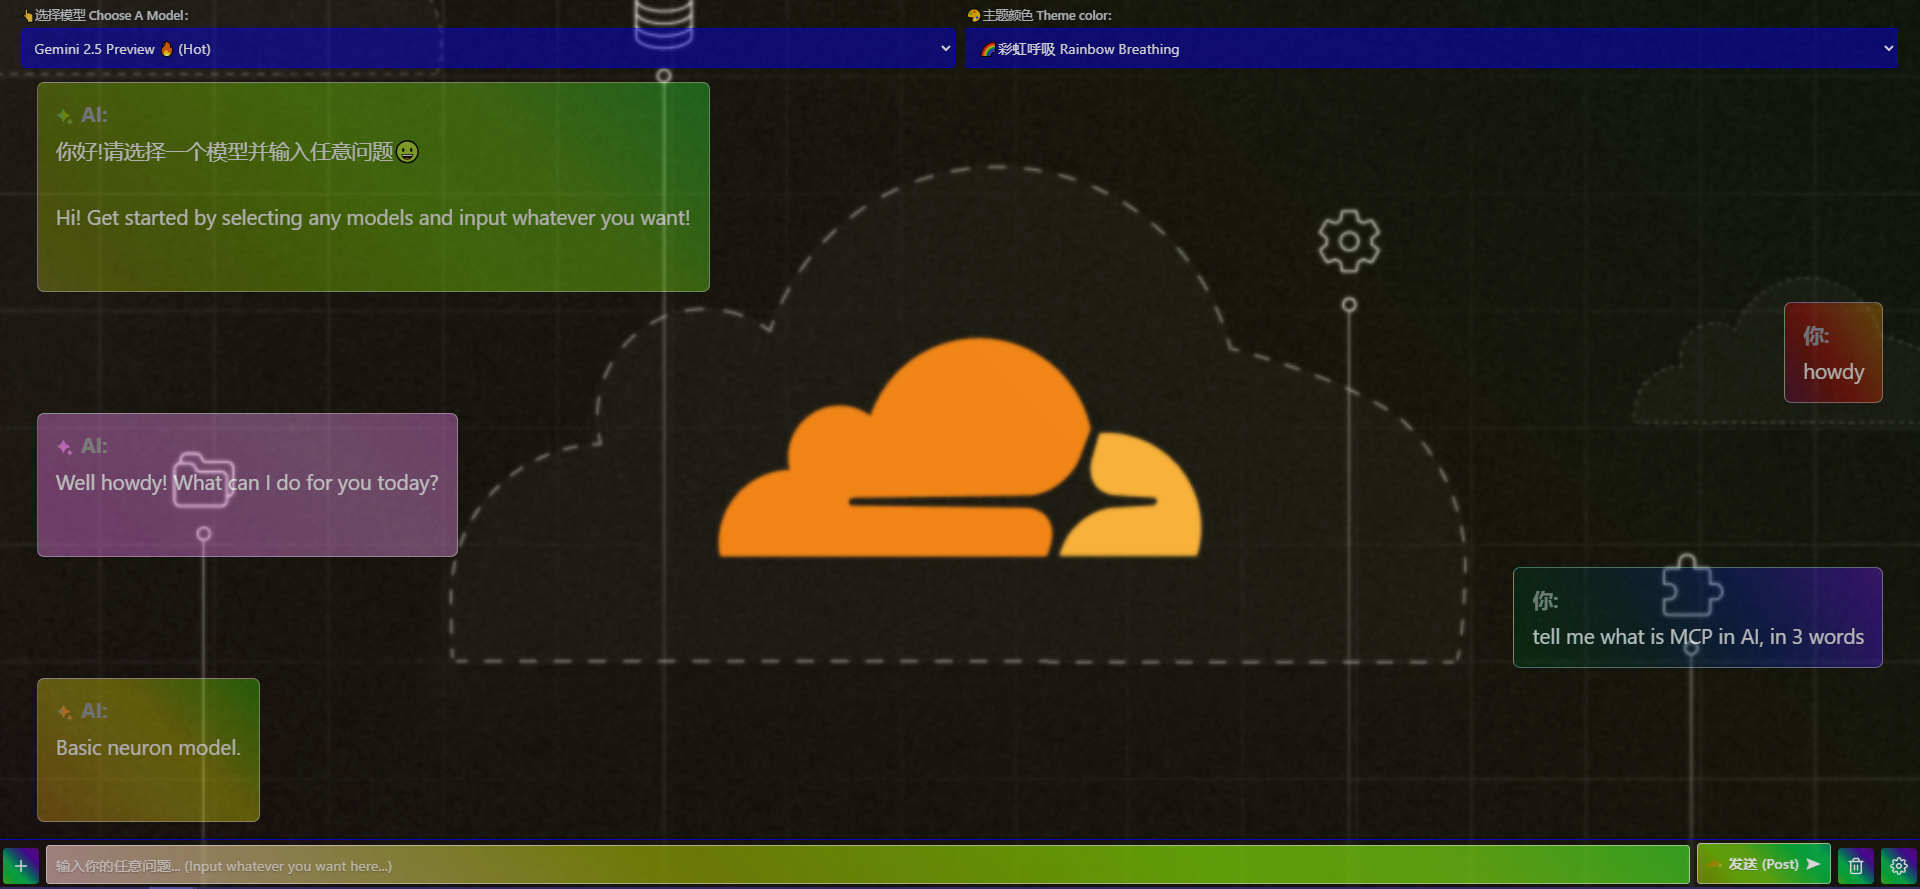 👆选择模型 Choose A Model:
Gemini 2.5 Preview 🔥 (Hot)
🎨主题颜色 Theme color:
🌈彩虹呼吸 Rainbow Breathing
AI:
你好!请选择一个模型并输入任意问题😀
Hi! Get started by selecting any models and input whatever you want!
你:
howdy
AI:
Well howdy! What can I do for you today?
你:
tell me what is MCP in AI, in 3 words
AI:
Basic neuron model.
输入你的任意问题... (Input whatever you want here...)
发送 (Post) ➤